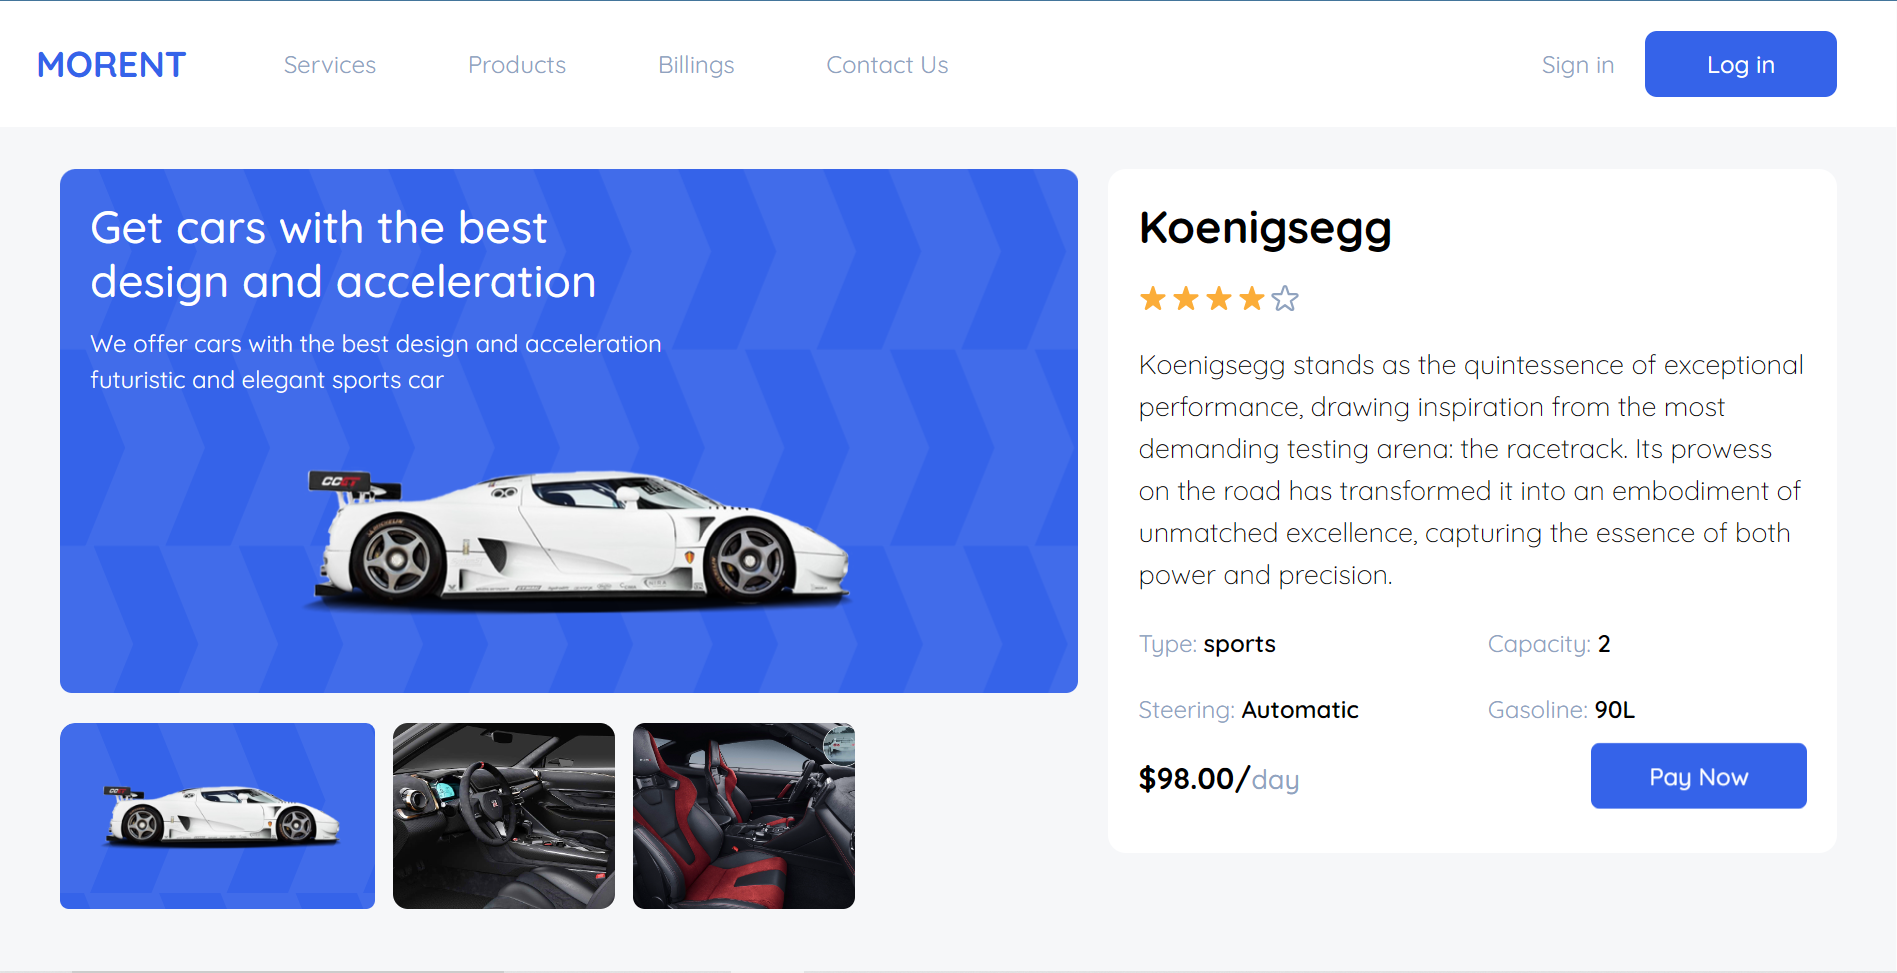 MORENT
Services
Products
Billings
Contact Us
Sign in
Log in
Get cars with the best
design and acceleration
We offer cars with the best design and acceleration
futuristic and elegant sports car
CCGT
Koenigsegg
Koenigsegg stands as the quintessence of exceptional
performance, drawing inspiration from the most
demanding testing arena: the racetrack. Its prowess
on the road has transformed it into an embodiment of
unmatched excellence, capturing the essence of both
power and precision.
Type: sports
Capacity: 2
Steering: Automatic
Gasoline: 90L
$98.00/day
Pay Now